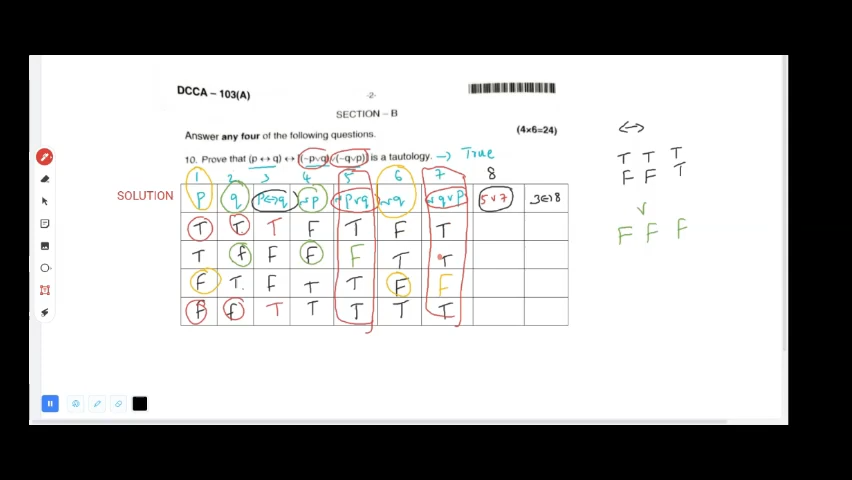 DCCA – 103(A)
-2-
SECTION – B
Answer any four of the following questions.
(4×6=24)
10. Prove that (p ↔ q) ↔ [(~p∨q)∨(~q∨p)] is a tautology. → True
1 2 3 4 5 6 7 8
SOLUTION P q P↔q ~p ~p∨q ~q ~q∨p 5∨7 3↔8
T T T F T F T
T f F F F T T
F T. F T T F F
F f T T T T T
↔
T T T
F F T
∨
F F F